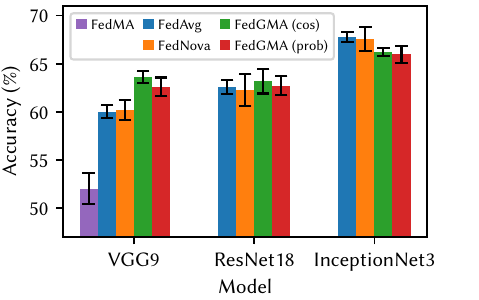 FedMA FedAvg FedGMA (cos)
FedNova FedGMA (prob)
Accuracy (%)
70
65
60
55
50
VGG9 ResNet18 InceptionNet3
Model